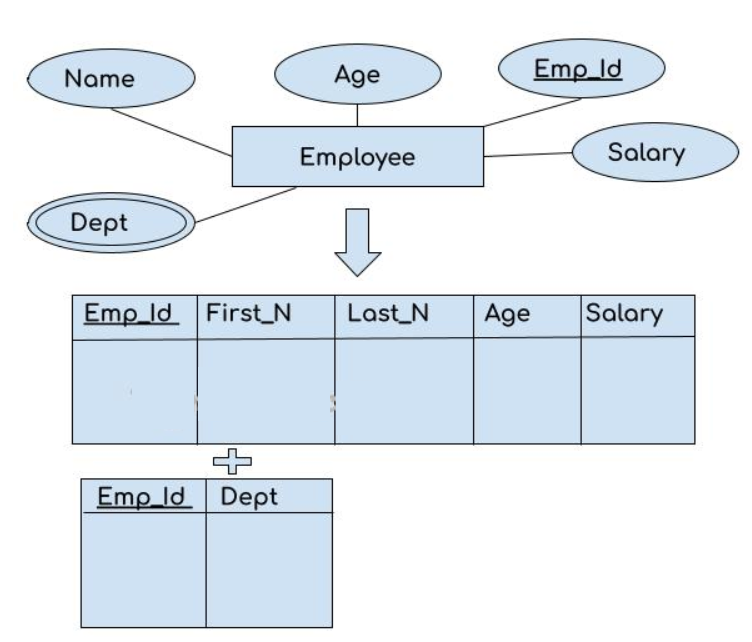 Name
Age
Emp_Id
Employee
Salary
Dept
Emp_Id First_N Last_N Age Salary
Emp_Id Dept